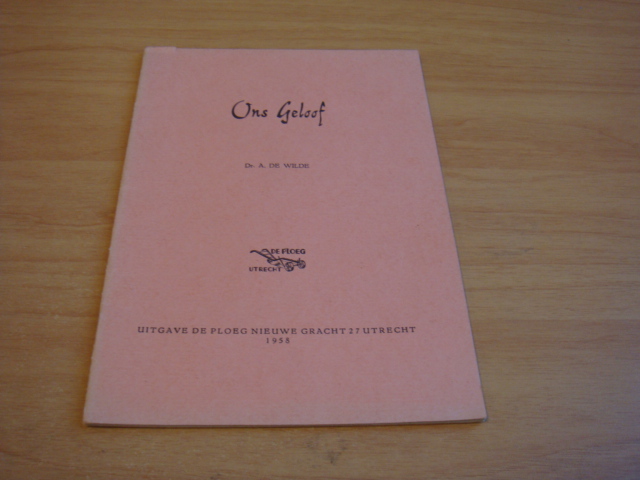 Ons Geloof
Dr. A. DE WILDE
DE PLOEG
UTRECHT
UITGAVE DE PLOEG NIEUWE GRACHT 27 UTRECHT
1958